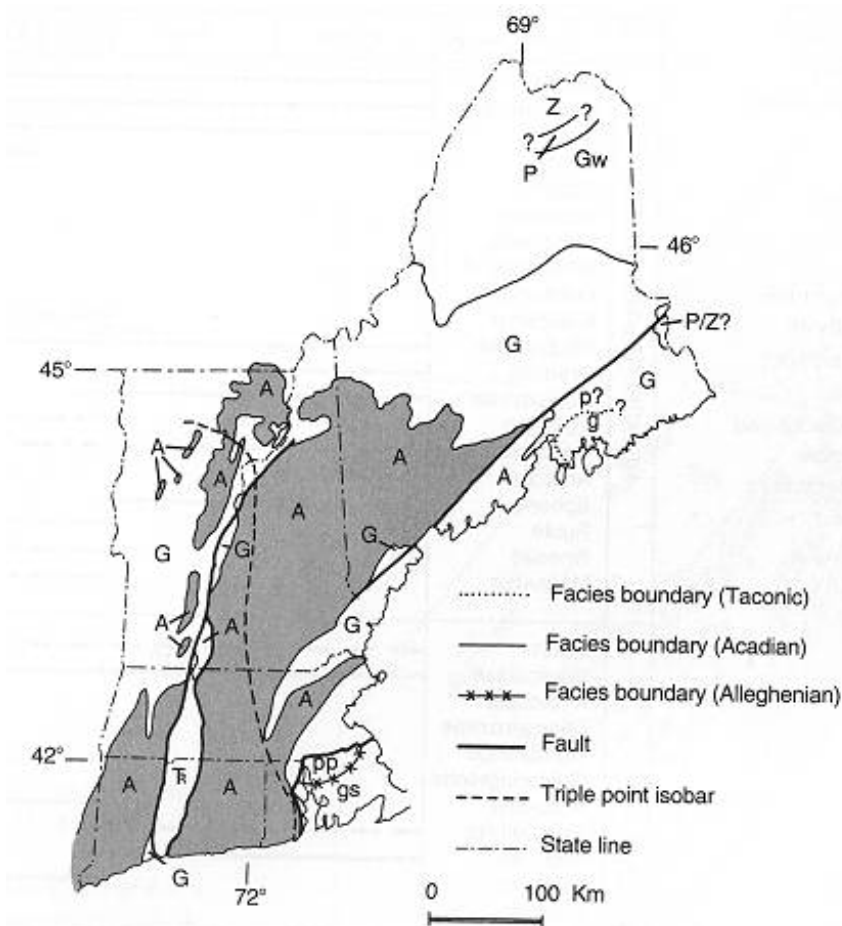 69°
Z
?
?
Gw
P
46°
P/Z?
G
G
45°
A
p?
?
g
A
A
A
A
A
G
G
G
A
A
G
A
42°
pp
gs
A
TR
A
G
72°
Facies boundary (Taconic)
Facies boundary (Acadian)
Facies boundary (Alleghenian)
Fault
Triple point isobar
State line
0 100 Km